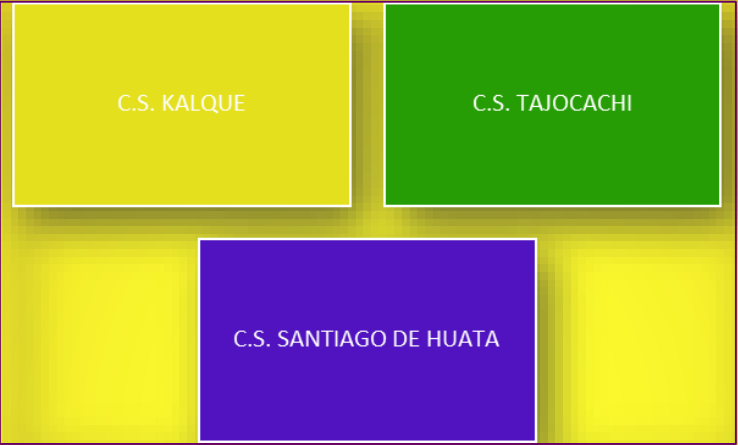 C.S. KALQUE
C.S. TAJOCACHI
C.S. SANTIAGO DE HUATA